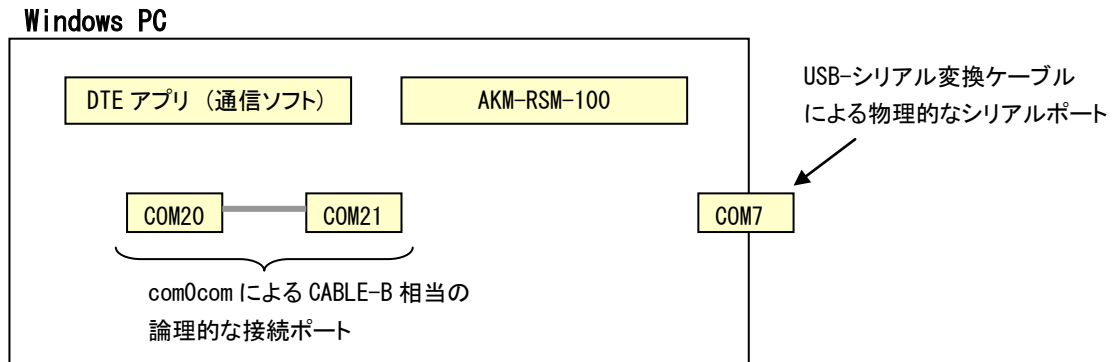 Windows PC
DTE アプリ （通信ソフト）
AKM-RSM-100
USB-シリアル変換ケーブル
による物理的なシリアルポート
COM20
COM21
COM7
com0com による CABLE-B 相当の
論理的な接続ポート